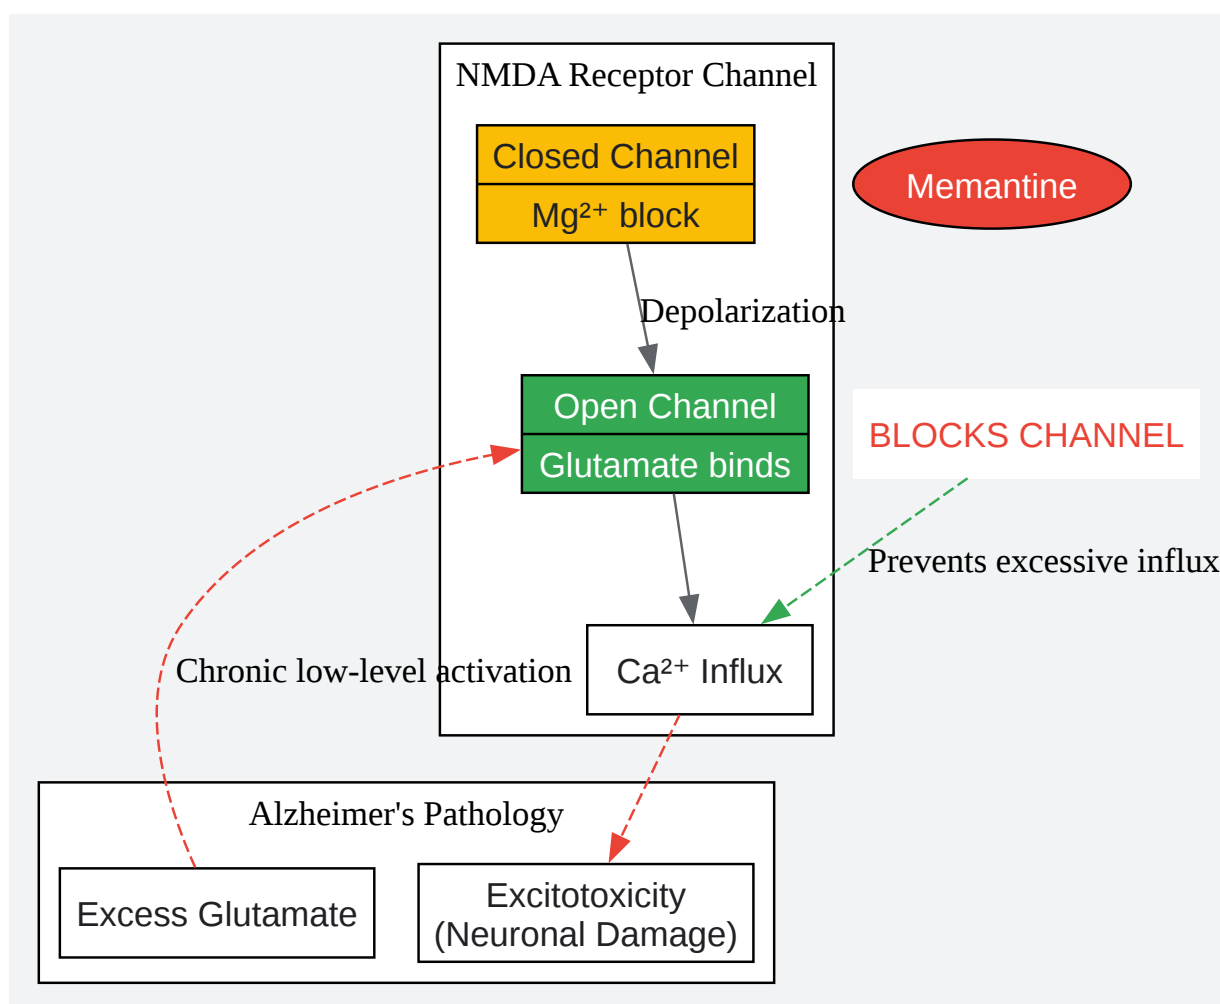 NMDA Receptor Channel
Closed Channel
Mg²⁺ block
Memantine
Depolarization
Open Channel
Glutamate binds
BLOCKS CHANNEL
Prevents excessive influx
Chronic low-level activation
Ca²⁺ Influx
Alzheimer's Pathology
Excess Glutamate
Excitotoxicity
(Neuronal Damage)